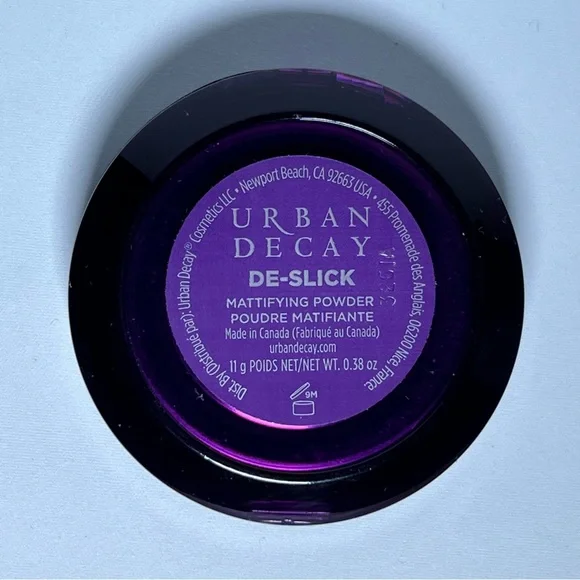 Dist. By (Distribué par): Urban Decay® Cosmetics LLC • Newport Beach, CA 92663 USA • 455 Promenade des Anglais, 06200 Nice, France.
URBAN
DECAY
DE-SLICK
MATTIFYING POWDER
POUDRE MATIFIANTE
Made in Canada (Fabriqué au Canada)
urbandecay.com
11 g POIDS NET/NET WT. 0.38 oz
9M